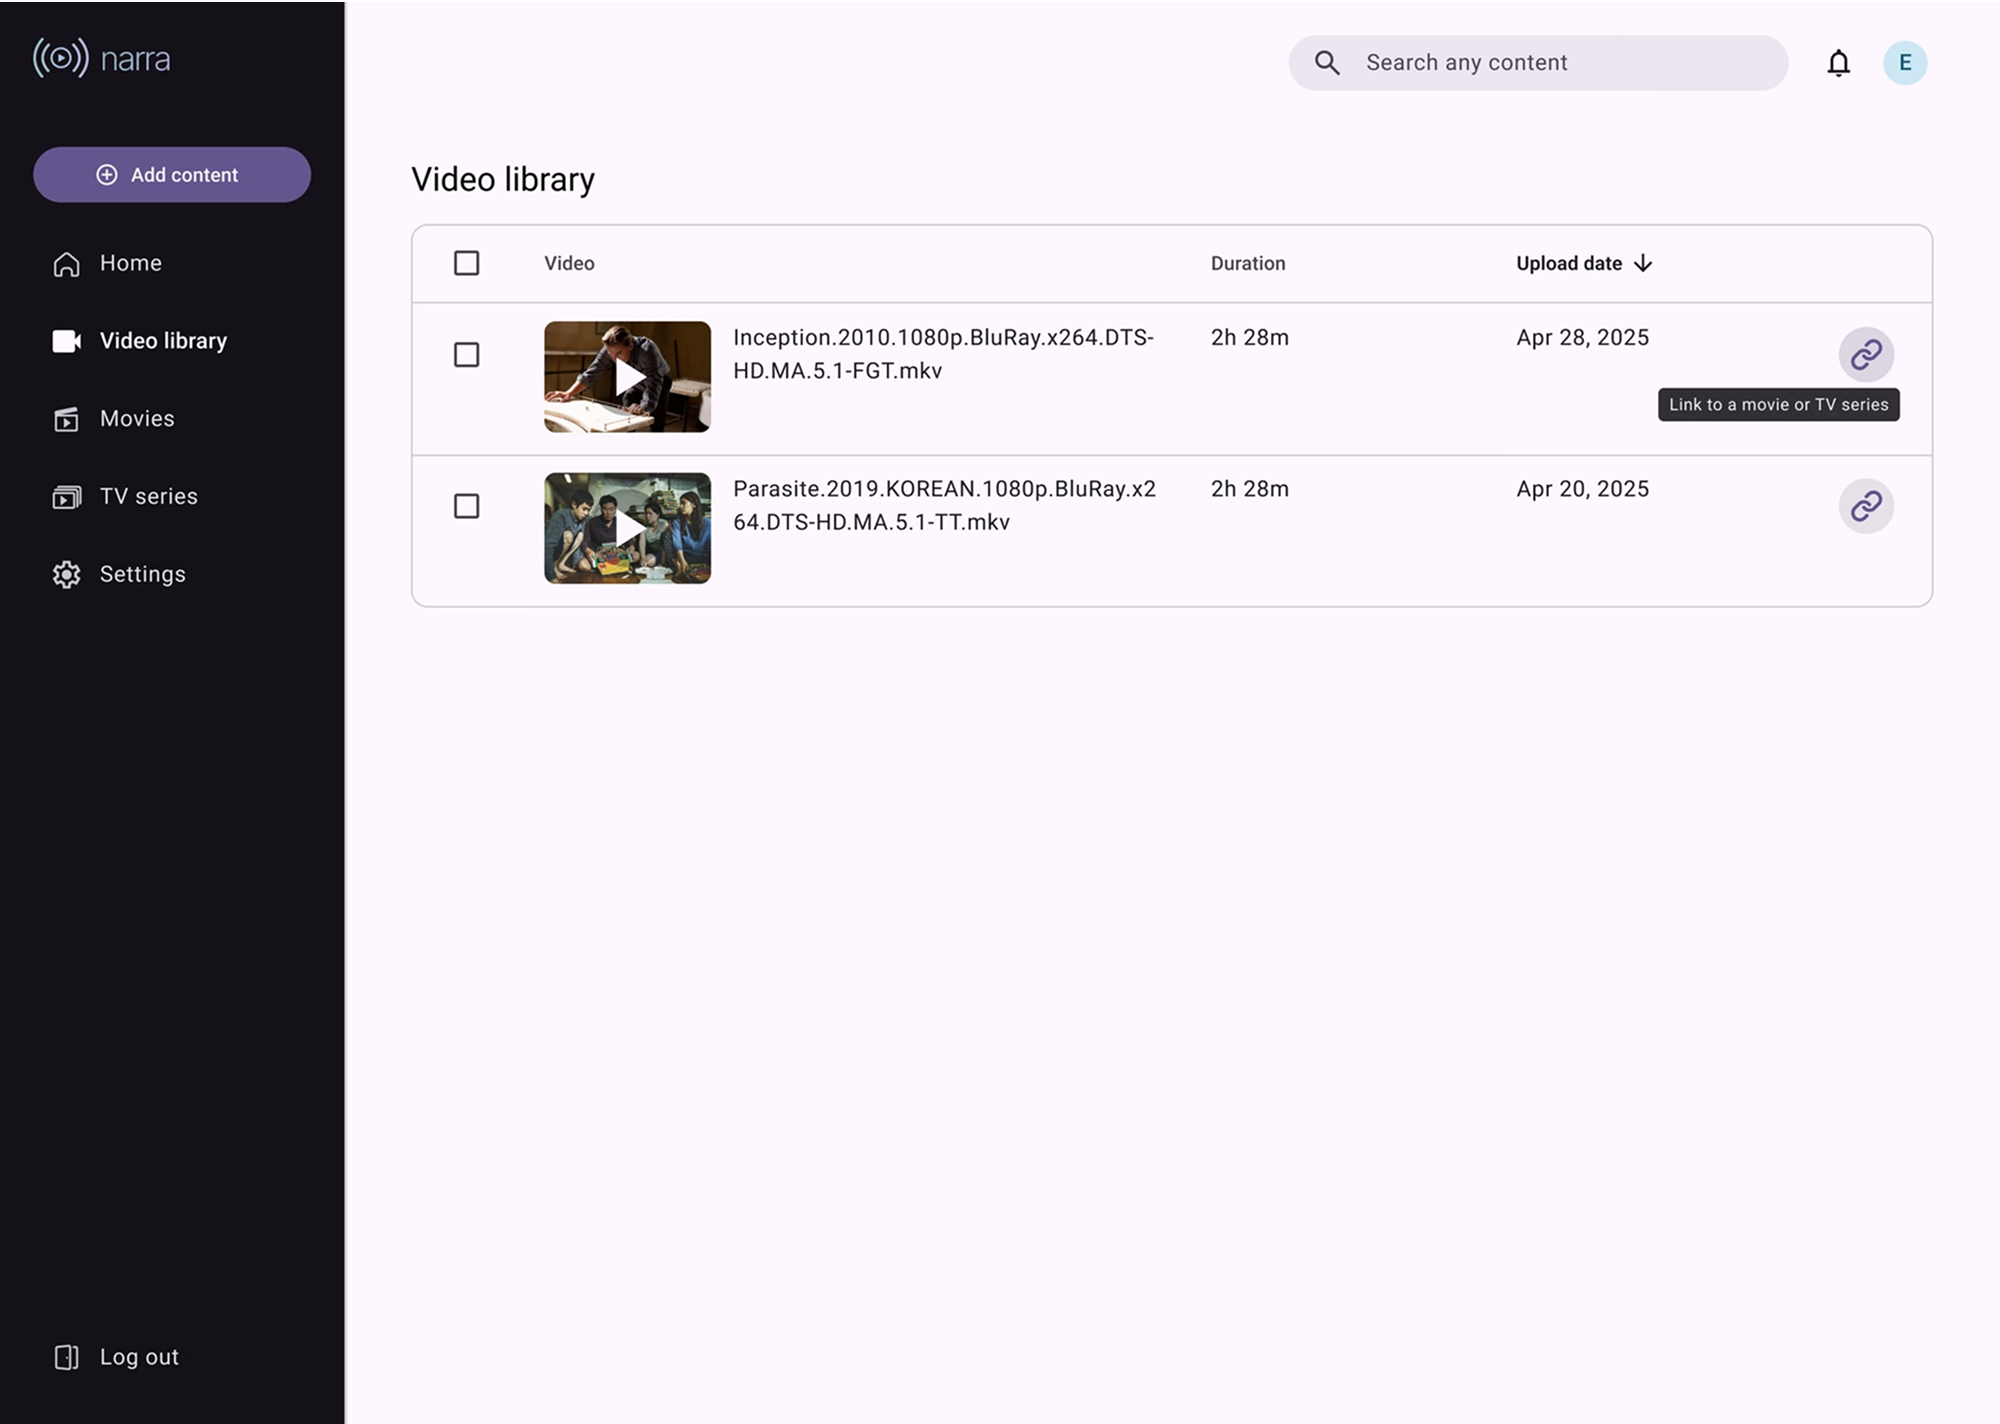 narra
Search any content
E
Add content
Video library
Home
Video
Duration
Upload date
Video library
Inception.2010.1080p.BluRay.x264.DTS-
HD.MA.5.1-FGT.mkv
2h 28m
Apr 28, 2025
Link to a movie or TV series
Movies
TV series
Parasite.2019.KOREAN.1080p.BluRay.x2
64.DTS-HD.MA.5.1-TT.mkv
2h 28m
Apr 20, 2025
Settings
Log out